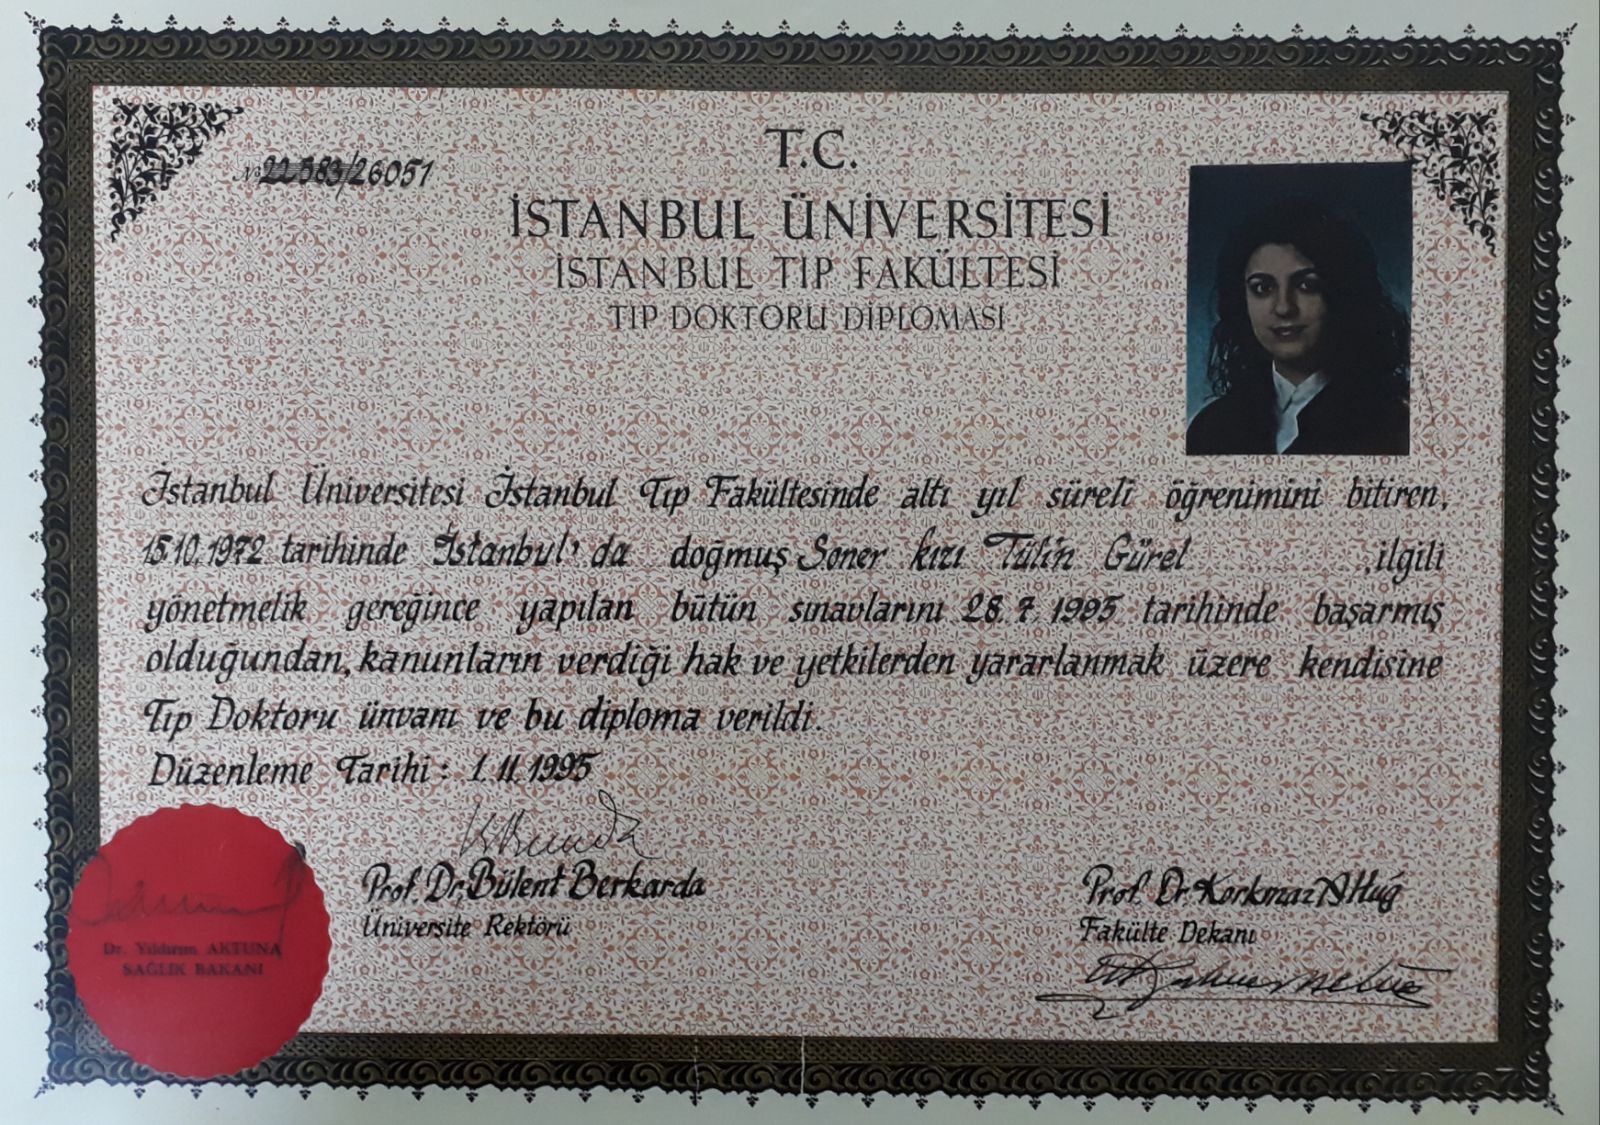 T.C.
İSTANBUL ÜNİVERSİTESİ
İSTANBUL TIP FAKÜLTESİ
TIP DOKTORU DİPLOMASI
№ 22583/26051
İstanbul Üniversitesi İstanbul Tıp Fakültesinde altı yıl süreli öğrenimini bitiren,
15.10.1972 tarihinde İstanbul'da doğmuş Soner kızı Tülin Gürel ,ilgili
yönetmelik gereğince yapılan bütün sınavlarını 28.7.1995 tarihinde başarmış
olduğundan, kanunların verdiği hak ve yetkilerden yararlanmak üzere kendisine
Tıp Doktoru ünvanı ve bu diploma verildi.
Düzenleme Tarihi : 1.11.1995
Prof. Dr. Bülent Berkarda
Üniversite Rektörü
Prof. Dr. Korkmaz Altuğ
Fakülte Dekanı
Dr. Yıldırım AKTUNA
SAĞLIK BAKANI